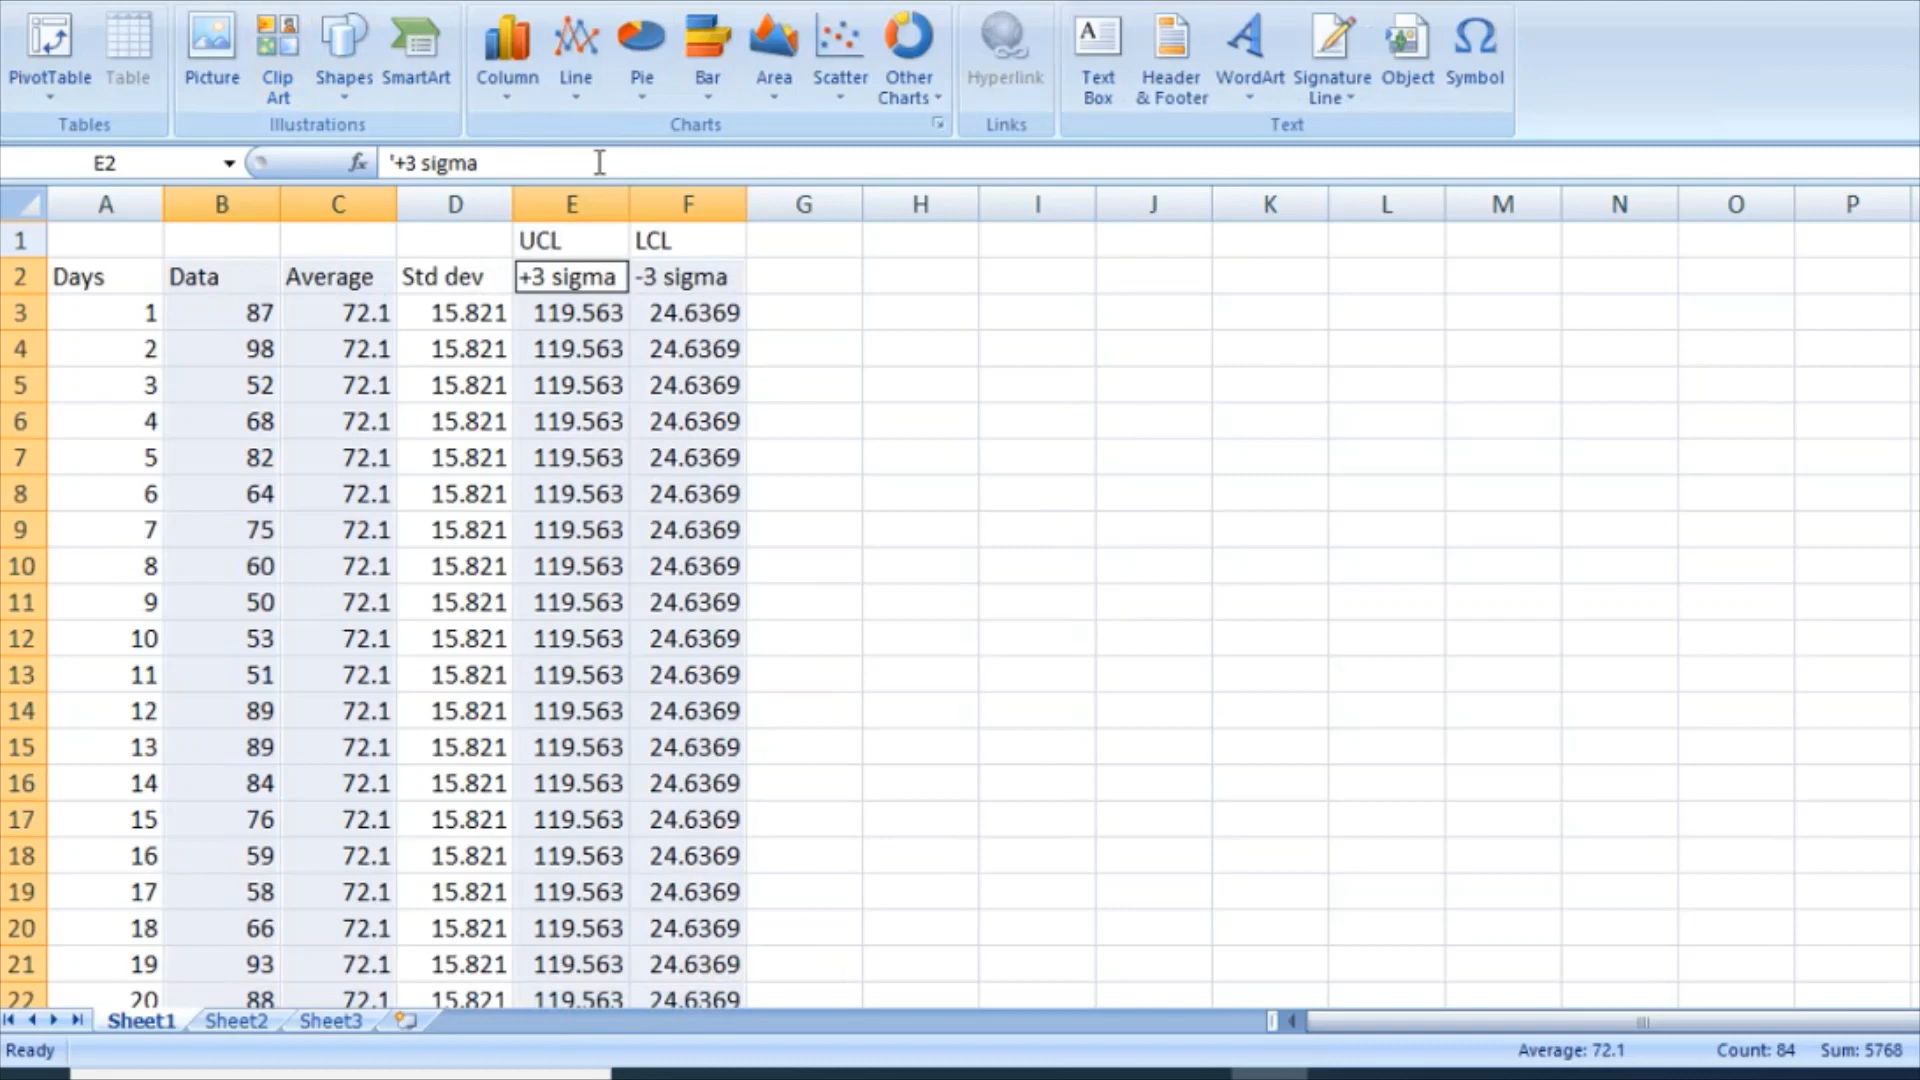 PivotTable Table Picture Clip Art Shapes SmartArt Column Line Pie Bar Area Scatter Other Charts Hyperlink Text Box Header & Footer WordArt Signature Line Object Symbol
Tables Illustrations Charts Links Text
E2 fx '+3 sigma
A B C D E F G H I J K L M N O P
1 UCL LCL
2 Days Data Average Std dev +3 sigma -3 sigma
3 1 87 72.1 15.821 119.563 24.6369
4 2 98 72.1 15.821 119.563 24.6369
5 3 52 72.1 15.821 119.563 24.6369
6 4 68 72.1 15.821 119.563 24.6369
7 5 82 72.1 15.821 119.563 24.6369
8 6 64 72.1 15.821 119.563 24.6369
9 7 75 72.1 15.821 119.563 24.6369
10 8 60 72.1 15.821 119.563 24.6369
11 9 50 72.1 15.821 119.563 24.6369
12 10 53 72.1 15.821 119.563 24.6369
13 11 51 72.1 15.821 119.563 24.6369
14 12 89 72.1 15.821 119.563 24.6369
15 13 89 72.1 15.821 119.563 24.6369
16 14 84 72.1 15.821 119.563 24.6369
17 15 76 72.1 15.821 119.563 24.6369
18 16 59 72.1 15.821 119.563 24.6369
19 17 58 72.1 15.821 119.563 24.6369
20 18 66 72.1 15.821 119.563 24.6369
21 19 93 72.1 15.821 119.563 24.6369
22 20 88 72.1 15.821 119.563 24.6369
Sheet1 Sheet2 Sheet3
Ready Average: 72.1 Count: 84 Sum: 5768